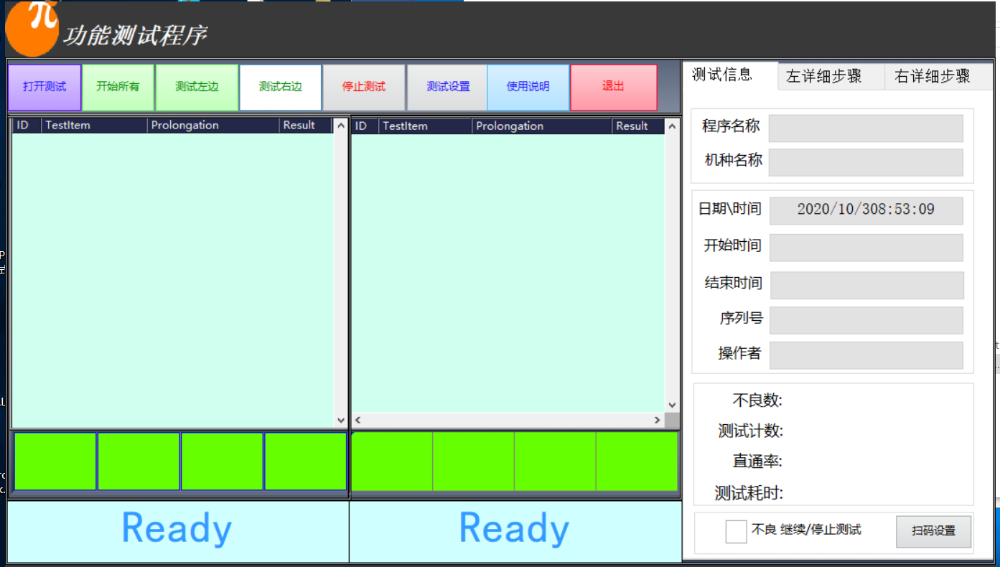 π
功能测试程序
打开测试 开始所有 测试左边 测试右边 停止测试 测试设置 使用说明 退出
测试信息 左详细步骤 右详细步骤
ID TestItem Prolongation Result
ID TestItem Prolongation Result
程序名称
机种名称
日期\时间 2020/10/308:53:09
开始时间
结束时间
序列号
操作者
不良数:
测试计数:
直通率:
测试耗时:
不良 继续/停止测试 扫码设置
Ready
Ready